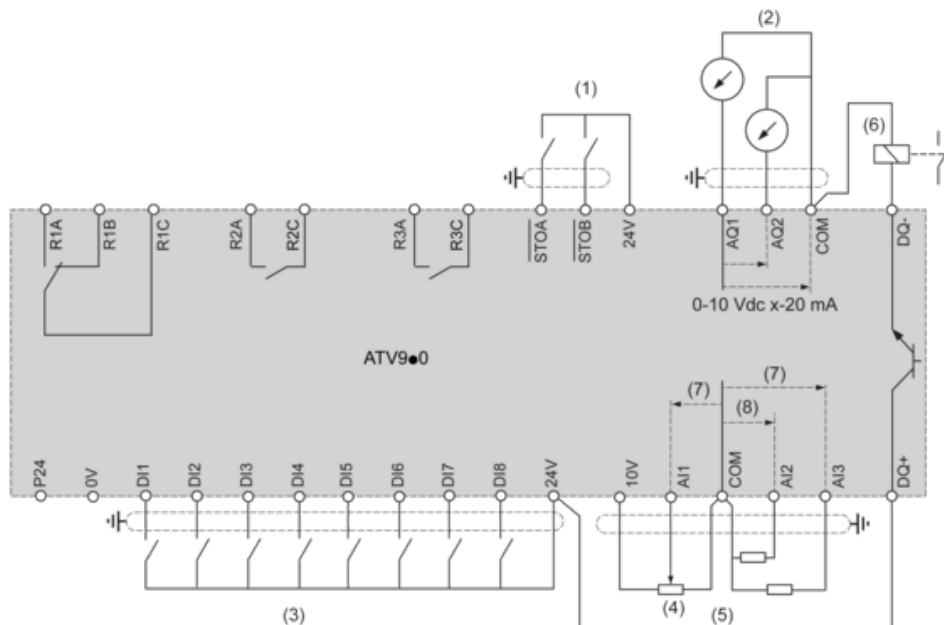 (2)
(1)
(6)
R1A
R1B
R1C
R2A
R2C
R3A
R3C
STOA
STOB
24V
AQ1
AQ2
COM
DQ-
0-10 Vdc x-20 mA
ATV9●0
(7)
(7)
(8)
P24
0V
DI1
DI2
DI3
DI4
DI5
DI6
DI7
DI8
24V
10V
AI1
COM
AI2
AI3
DQ+
(3)
(4)
(5)